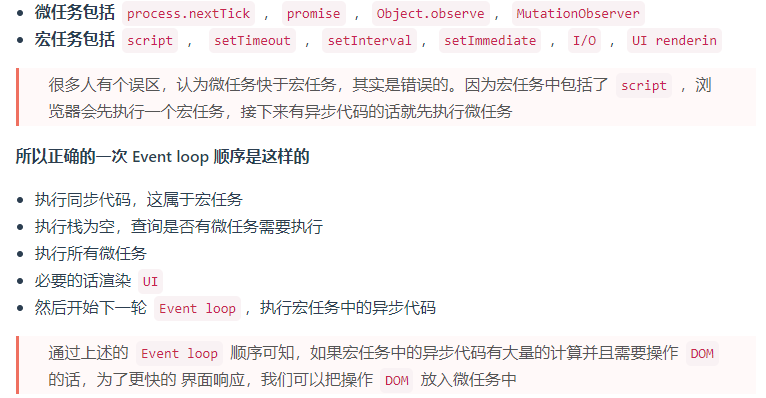 微任务包括 process.nextTick ， promise ， Object.observe ， MutationObserver
宏任务包括 script ， setTimeout ， setInterval ， setImmediate ， I/O ， UI renderin
很多人有个误区，认为微任务快于宏任务，其实是错误的。因为宏任务中包括了 script ，浏
览器会先执行一个宏任务，接下来有异步代码的话就先执行微任务
所以正确的一次 Event loop 顺序是这样的
执行同步代码，这属于宏任务
执行栈为空，查询是否有微任务需要执行
执行所有微任务
必要的话渲染 UI
然后开始下一轮 Event loop ，执行宏任务中的异步代码
通过上述的 Event loop 顺序可知，如果宏任务中的异步代码有大量的计算并且需要操作 DOM
的话，为了更快的 界面响应，我们可以把操作 DOM 放入微任务中